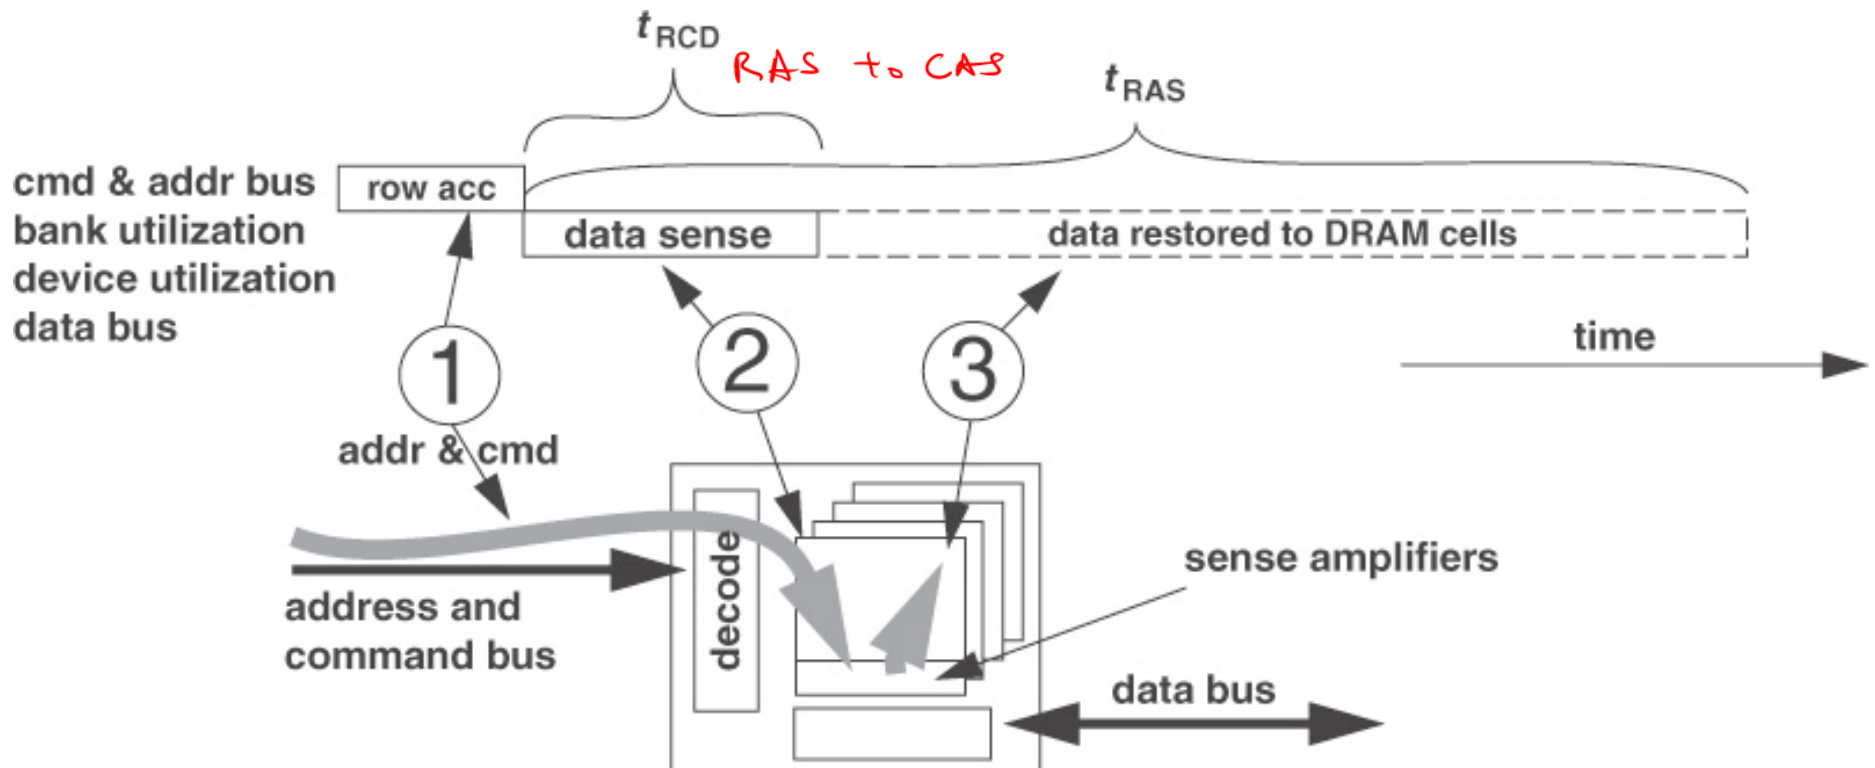 tRCD
RAS to CAS
tRAS
cmd & addr bus
row acc
bank utilization
data sense
data restored to DRAM cells
device utilization
data bus
time
1
2
3
addr & cmd
decode
sense amplifiers
address and
command bus
data bus